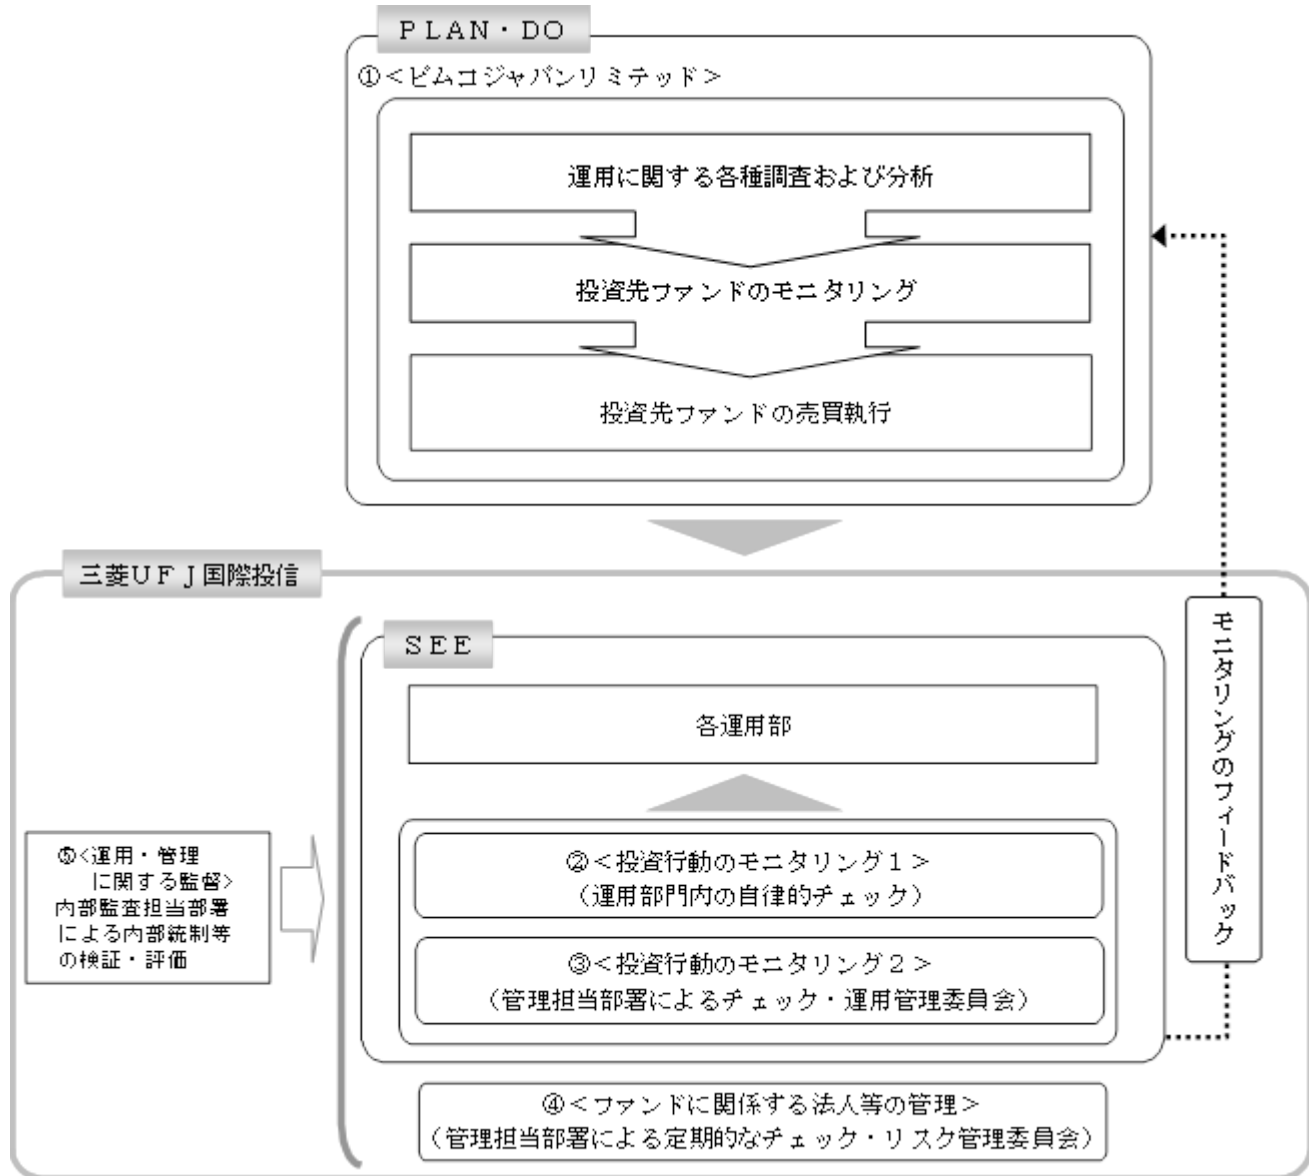 ＰＬＡＮ・ＤＯ
①＜ピムコジャパンリミテッド＞
運用に関する各種調査および分析
投資先ファンドのモニタリング
投資先ファンドの売買執行
三菱ＵＦＪ国際投信
ＳＥＥ
各運用部
②＜投資行動のモニタリング１＞
（運用部門内の自律的チェック）
③＜投資行動のモニタリング２＞
（管理担当部署によるチェック・運用管理委員会）
④＜ファンドに関係する法人等の管理＞
（管理担当部署による定期的なチェック・リスク管理委員会）
⑤<運用・管理
に関する監督>
内部監査担当部署
による内部統制等
の検証・評価
モニタリングのフィードバック